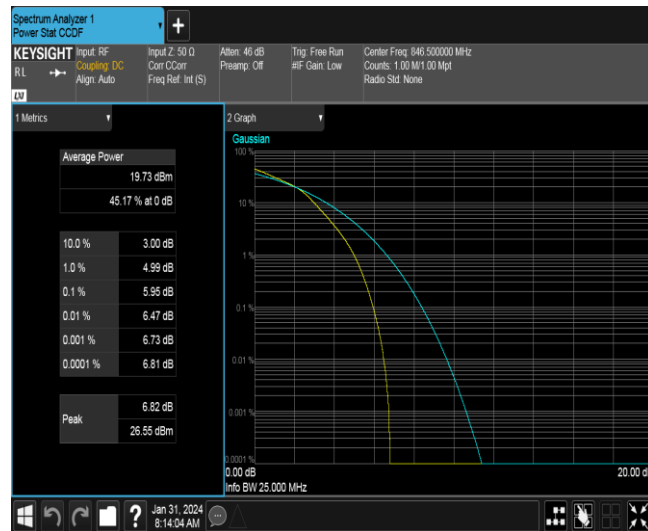 Spectrum Analyzer 1
Power Stat CCDF
+
KEYSIGHT
RL
LXI
Input: RF
Coupling: DC
Align: Auto
Input Z: 50 Ω
Corr CCorr
Freq Ref: Int (S)
Atten: 46 dB
Preamp: Off
Trig: Free Run
#IF Gain: Low
Center Freq: 846.500000 MHz
Counts: 1.00 M/1.00 Mpt
Radio Std: None
1 Metrics
Average Power
19.73 dBm
45.17 % at 0 dB
10.0 % 3.00 dB
1.0 % 4.99 dB
0.1 % 5.95 dB
0.01 % 6.47 dB
0.001 % 6.73 dB
0.0001 % 6.81 dB
Peak
6.82 dB
26.55 dBm
2 Graph
Gaussian
100 %
10 %
1 %
0.1 %
0.01 %
0.001 %
0.0001 %
0.00 dB
20.00 d
Info BW 25.000 MHz
?
Jan 31, 2024
8:14:04 AM